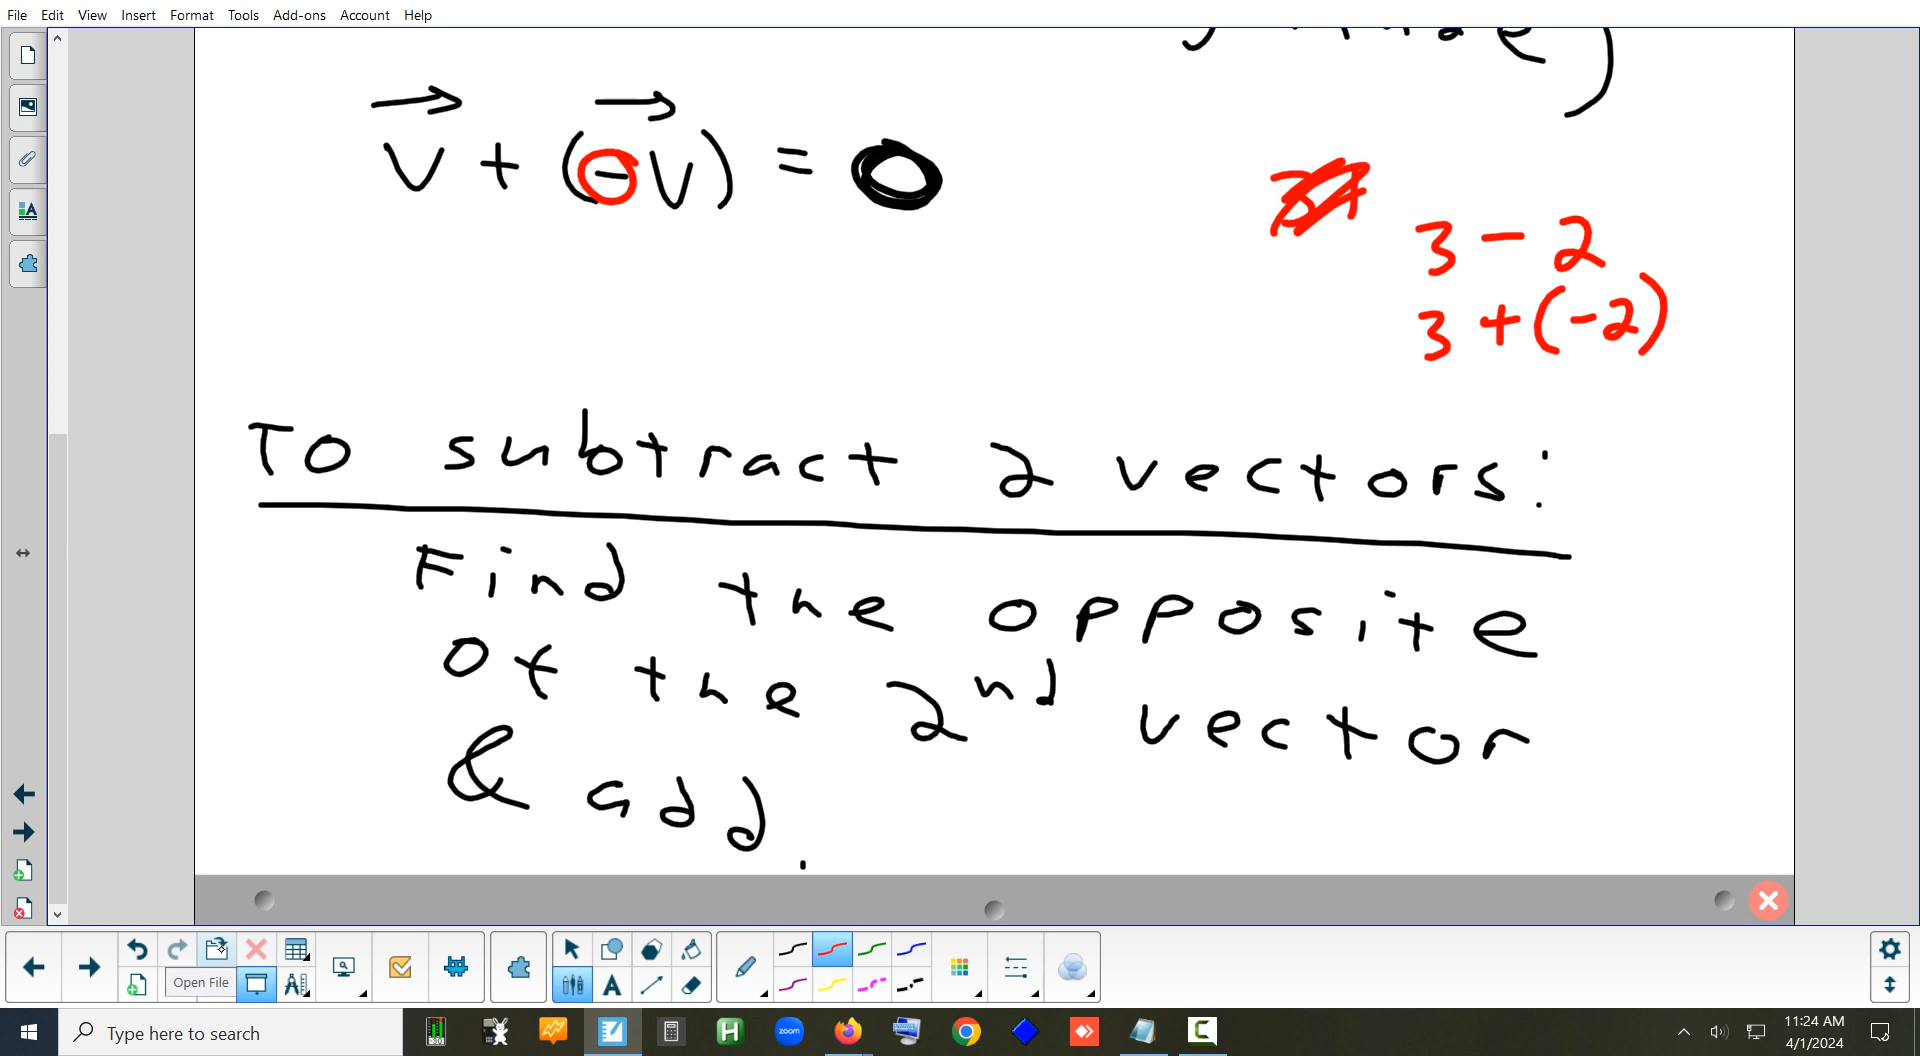 File Edit View Insert Format Tools Add-ons Account Help
V + (-V) = 0
3 - 2
3 + (-2)
To subtract 2 vectors:
Find the opposite
of the 2nd vector
& add.
Open File
Type here to search
zoom
11:24 AM
4/1/2024